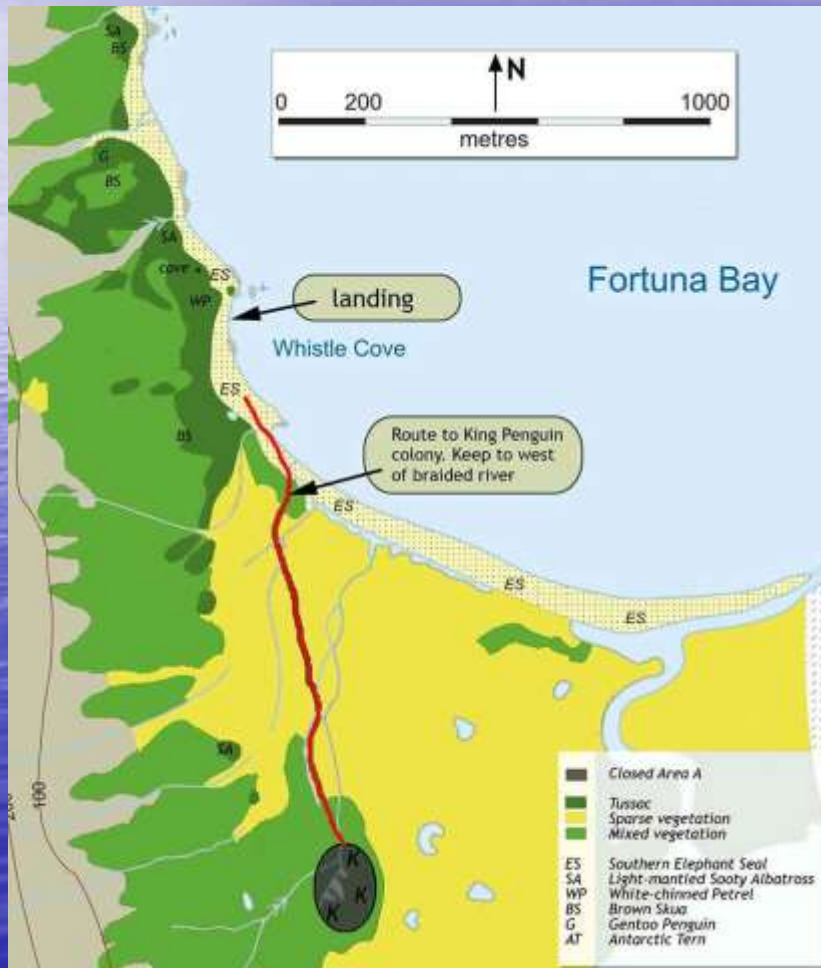 SA
BS
N
0 200 1000
metres
G
BS
SA
cove
ES
WP
landing
Fortuna Bay
Whistle Cove
ES
BS
Route to King Penguin
colony. Keep to west
of braided river
ES
ES
ES
SA
100
K
K
K
Closed Area A
Tussac
Sparse vegetation
Mixed vegetation
ES Southern Elephant Seal
SA Light-mantled Sooty Albatross
WP White-chinned Petrel
BS Brown Skua
G Gentoo Penguin
AT Antarctic Tern